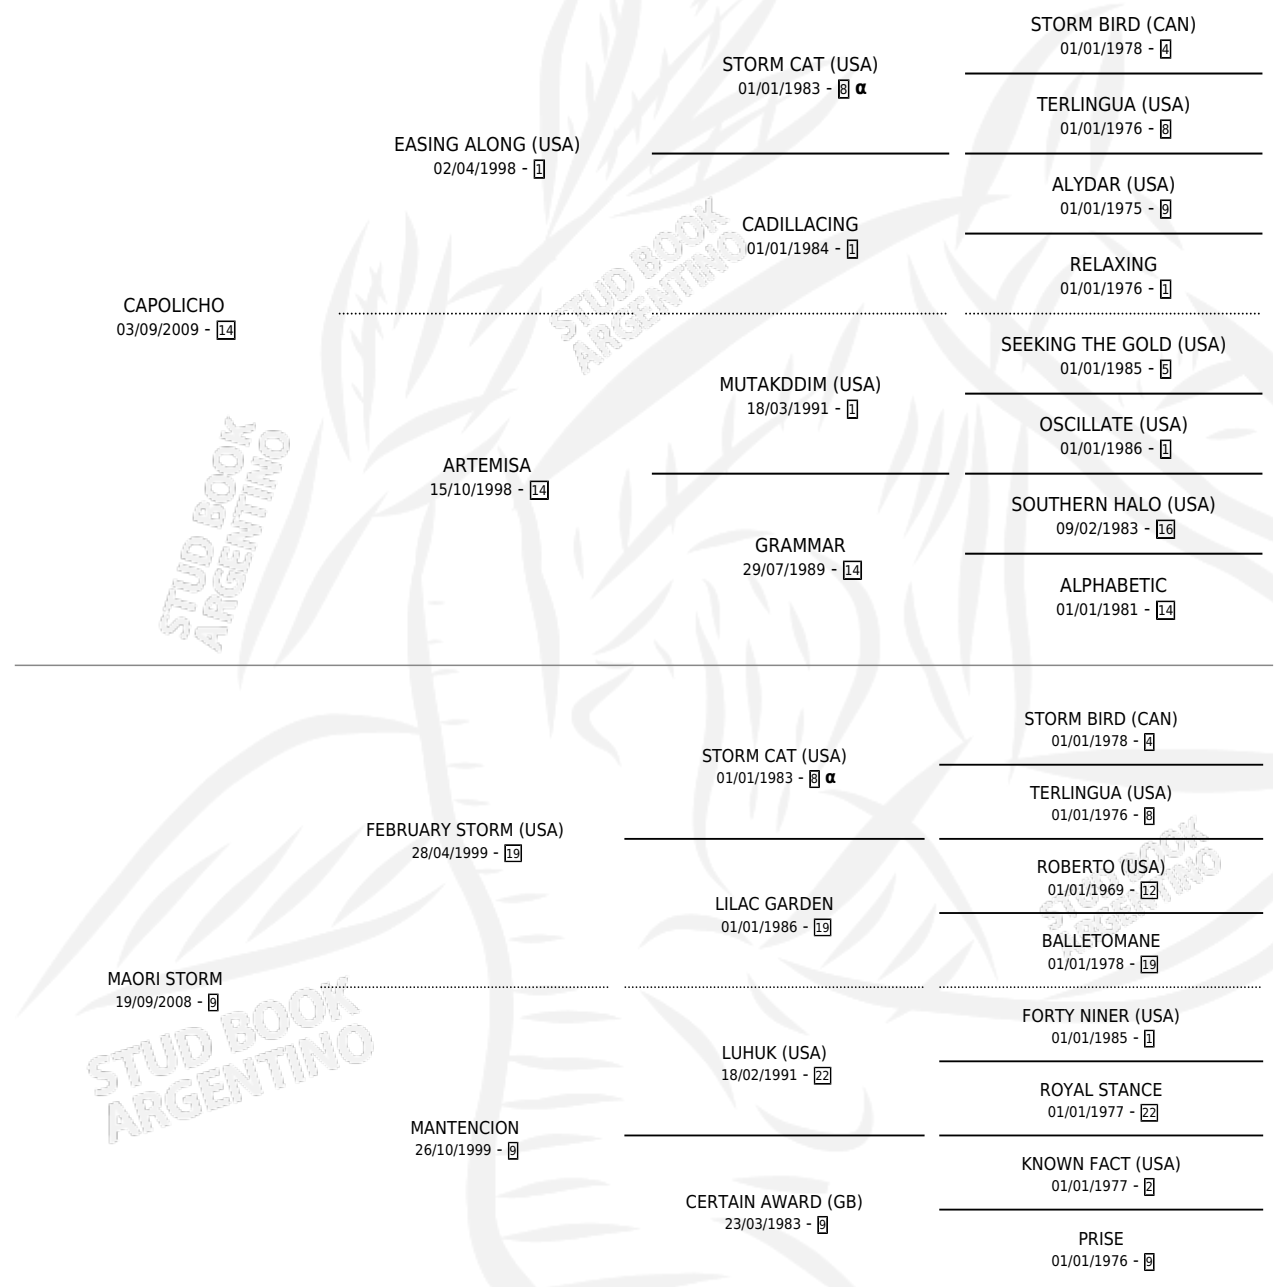 STORM BIRD (CAN)
01/01/1978 - 4
STORM CAT (USA)
01/01/1983 - 8 α
TERLINGUA (USA)
01/01/1976 - 8
EASING ALONG (USA)
02/04/1998 - 1
ALYDAR (USA)
01/01/1975 - 9
CADILLACING
01/01/1984 - 1
RELAXING
01/01/1976 - 1
CAPOLICHO
03/09/2009 - 14
SEEKING THE GOLD (USA)
01/01/1985 - 5
MUTAKDDIM (USA)
18/03/1991 - 1
OSCILLATE (USA)
01/01/1986 - 1
ARTEMISA
15/10/1998 - 14
SOUTHERN HALO (USA)
09/02/1983 - 16
GRAMMAR
29/07/1989 - 14
ALPHABETIC
01/01/1981 - 14
STORM BIRD (CAN)
01/01/1978 - 4
STORM CAT (USA)
01/01/1983 - 8 α
TERLINGUA (USA)
01/01/1976 - 8
FEBRUARY STORM (USA)
28/04/1999 - 19
ROBERTO (USA)
01/01/1969 - 12
LILAC GARDEN
01/01/1986 - 19
BALLETOMANE
01/01/1978 - 19
MAORI STORM
19/09/2008 - 9
FORTY NINER (USA)
01/01/1985 - 1
LUHUK (USA)
18/02/1991 - 22
ROYAL STANCE
01/01/1977 - 22
MANTENCION
26/10/1999 - 9
KNOWN FACT (USA)
01/01/1977 - 2
CERTAIN AWARD (GB)
23/03/1983 - 9
PRISE
01/01/1976 - 9
STUD BOOK
ARGENTINO
STUD BOOK
ARGENTINO
STUD BOOK
ARGENTINO
STUD BOOK
ARGENTINO